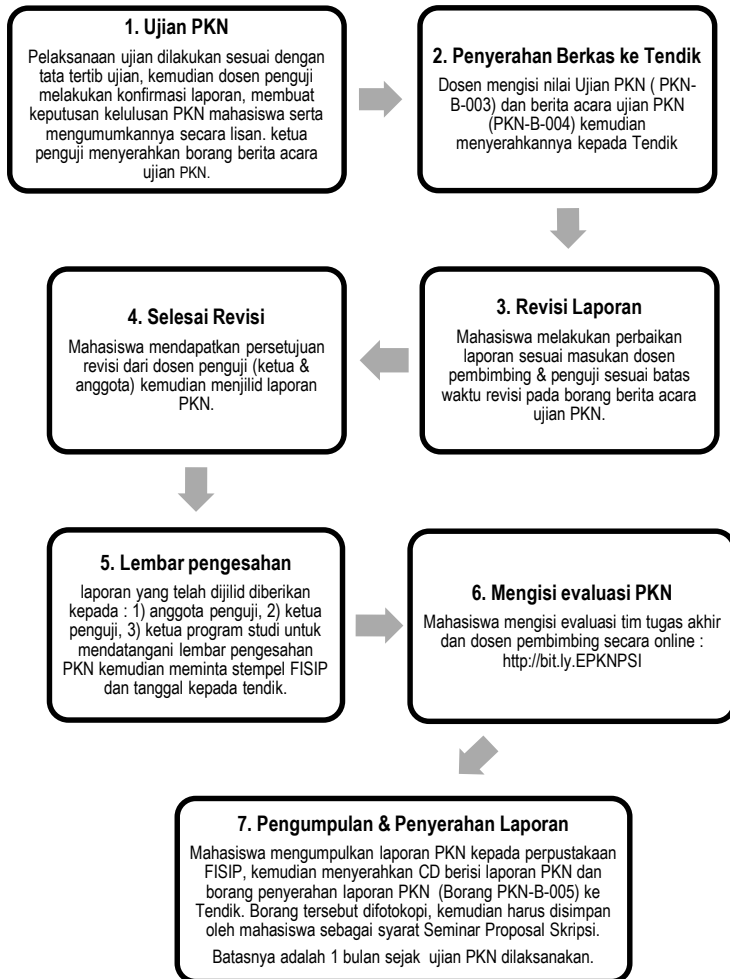 1. Ujian PKN
Pelaksanaan ujian dilakukan sesuai dengan
tata tertib ujian, kemudian dosen penguji
melakukan konfirmasi laporan, membuat
keputusan kelulusan PKN mahasiswa serta
mengumumkannya secara lisan. ketua
penguji menyerahkan borang berita acara
ujian PKN.
2. Penyerahan Berkas ke Tendik
Dosen mengisi nilai Ujian PKN ( PKN-
B-003) dan berita acara ujian PKN
(PKN-B-004) kemudian
menyerahkannya kepada Tendik
3. Revisi Laporan
Mahasiswa melakukan perbaikan
laporan sesuai masukan dosen
pembimbing & penguji sesuai batas
waktu revisi pada borang berita acara
ujian PKN.
4. Selesai Revisi
Mahasiswa mendapatkan persetujuan
revisi dari dosen penguji (ketua &
anggota) kemudian menjilid laporan
PKN.
5. Lembar pengesahan
laporan yang telah dijilid diberikan
kepada : 1) anggota penguji, 2) ketua
penguji, 3) ketua program studi untuk
mendatangani lembar pengesahan
PKN kemudian meminta stempel FISIP
dan tanggal kepada tendik.
6. Mengisi evaluasi PKN
Mahasiswa mengisi evaluasi tim tugas akhir
dan dosen pembimbing secara online :
http://bit.ly.EPKNPSI
7. Pengumpulan & Penyerahan Laporan
Mahasiswa mengumpulkan laporan PKN kepada perpustakaan
FISIP, kemudian menyerahkan CD berisi laporan PKN dan
borang penyerahan laporan PKN (Borang PKN-B-005) ke
Tendik. Borang tersebut difotokopi, kemudian harus disimpan
oleh mahasiswa sebagai syarat Seminar Proposal Skripsi.
Batasnya adalah 1 bulan sejak ujian PKN dilaksanakan.